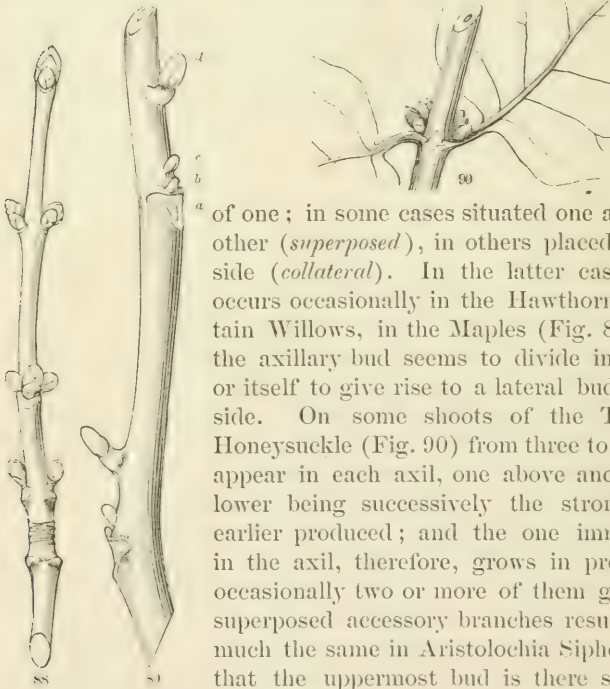 d
c
b
a
90
of one ; in some cases situated one a
other (superposed), in others placed
side (collateral). In the latter cas
occurs occasionally in the Hawthorn
tain Willows, in the Maples (Fig. 8
the axillary bud seems to divide in
or itself to give rise to a lateral bud
side. On some shoots of the T
Honeysuckle (Fig. 90) from three to
appear in each axil, one above ano
lower being successively the stron
earlier produced ; and the one imm
in the axil, therefore, grows in pre
occasionally two or more of them g
superposed accessory branches resu
much the same in Aristolochia Sipho
that the uppermost bud is there s
88